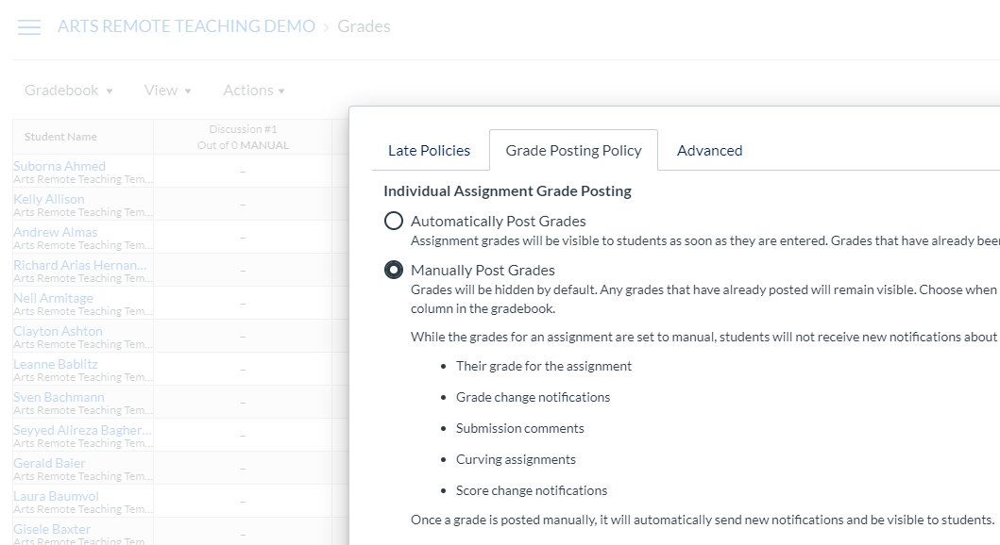 ARTS REMOTE TEACHING DEMO › Grades
Gradebook ▾ View ▾ Actions ▾
Student Name
Discussion #1
Out of 0 MANUAL
Suborna Ahmed
Arts Remote Teaching Tem...
–
Kelly Allison
Arts Remote Teaching Tem...
–
Andrew Almas
Arts Remote Teaching Tem...
–
Richard Arias Hernan...
Arts Remote Teaching Tem...
–
Neil Armitage
Arts Remote Teaching Tem...
–
Clayton Ashton
Arts Remote Teaching Tem...
–
Leanne Bablitz
Arts Remote Teaching Tem...
–
Sven Bachmann
Arts Remote Teaching Tem...
–
Seyyed Alireza Bagher...
Arts Remote Teaching Tem...
–
Gerald Baier
Arts Remote Teaching Tem...
–
Laura Baumvol
Arts Remote Teaching Tem...
–
Gisele Baxter
Arts Remote Teaching Tem...
–
Late Policies Grade Posting Policy Advanced
Individual Assignment Grade Posting
Automatically Post Grades
Assignment grades will be visible to students as soon as they are entered. Grades that have already bee
Manually Post Grades
Grades will be hidden by default. Any grades that have already posted will remain visible. Choose when
column in the gradebook.
While the grades for an assignment are set to manual, students will not receive new notifications about
• Their grade for the assignment
• Grade change notifications
• Submission comments
• Curving assignments
• Score change notifications
Once a grade is posted manually, it will automatically send new notifications and be visible to students.